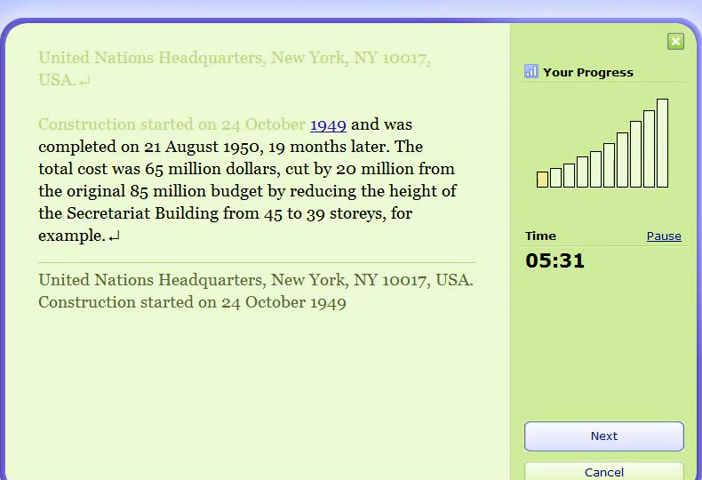 United Nations Headquarters, New York, NY 10017,
USA.↵
Construction started on 24 October 1949 and was
completed on 21 August 1950, 19 months later. The
total cost was 65 million dollars, cut by 20 million from
the original 85 million budget by reducing the height of
the Secretariat Building from 45 to 39 storeys, for
example.↵
United Nations Headquarters, New York, NY 10017, USA.
Construction started on 24 October 1949
Your Progress
Time
Pause
05:31
Next
Cancel